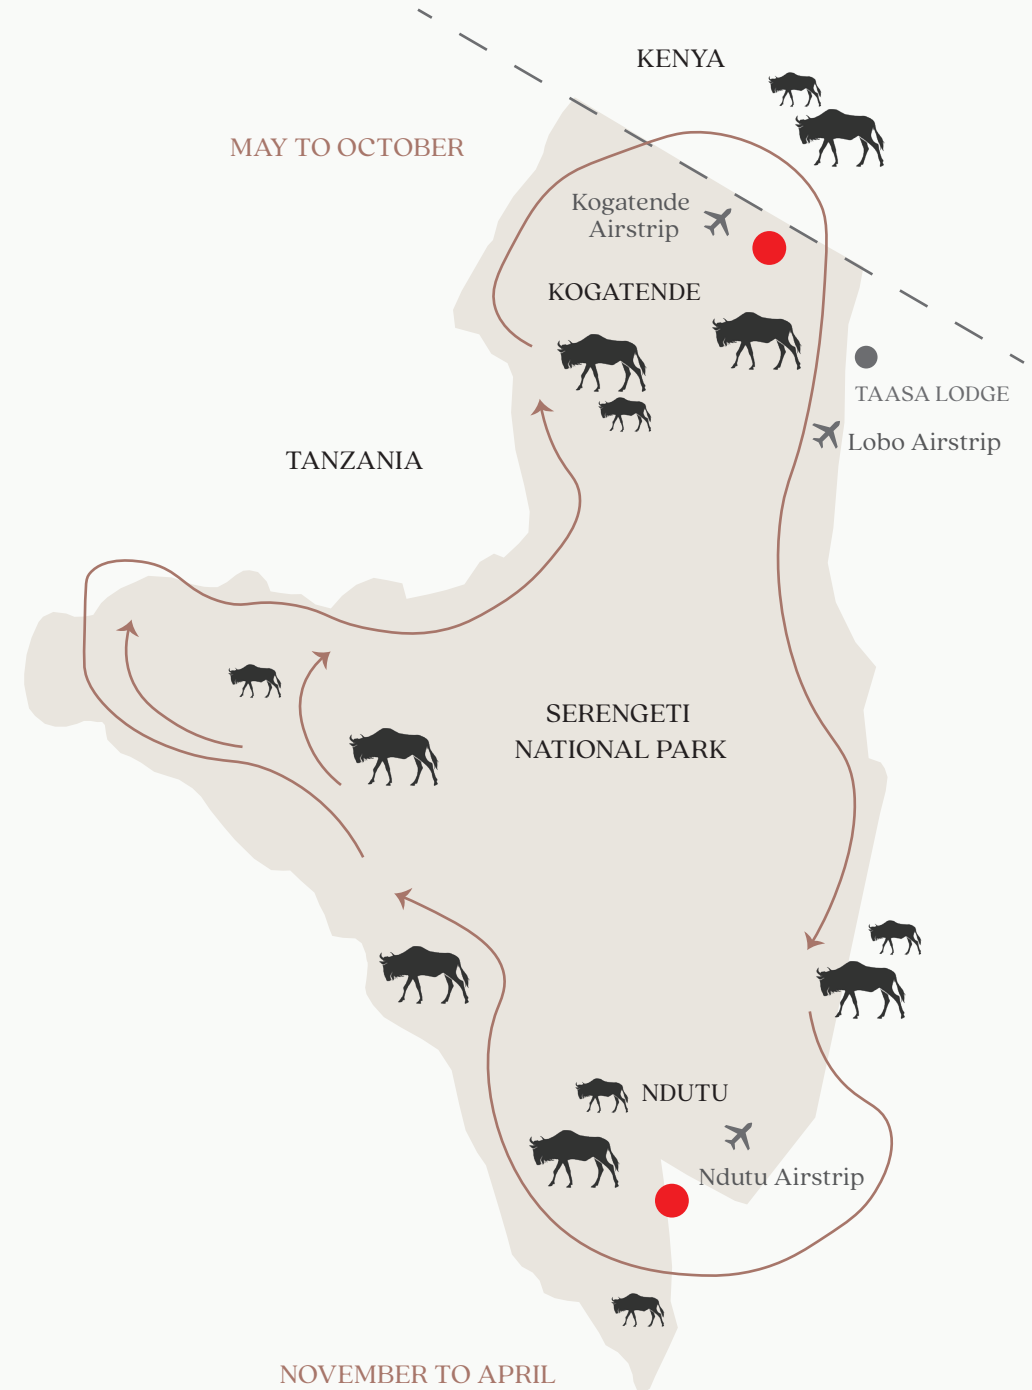 KENYA
MAY TO OCTOBER
Kogatende
Airstrip
KOGATENDE
TAASA LODGE
Lobo Airstrip
TANZANIA
SERENGETI
NATIONAL PARK
NDUTU
Ndutu Airstrip
NOVEMBER TO APRIL